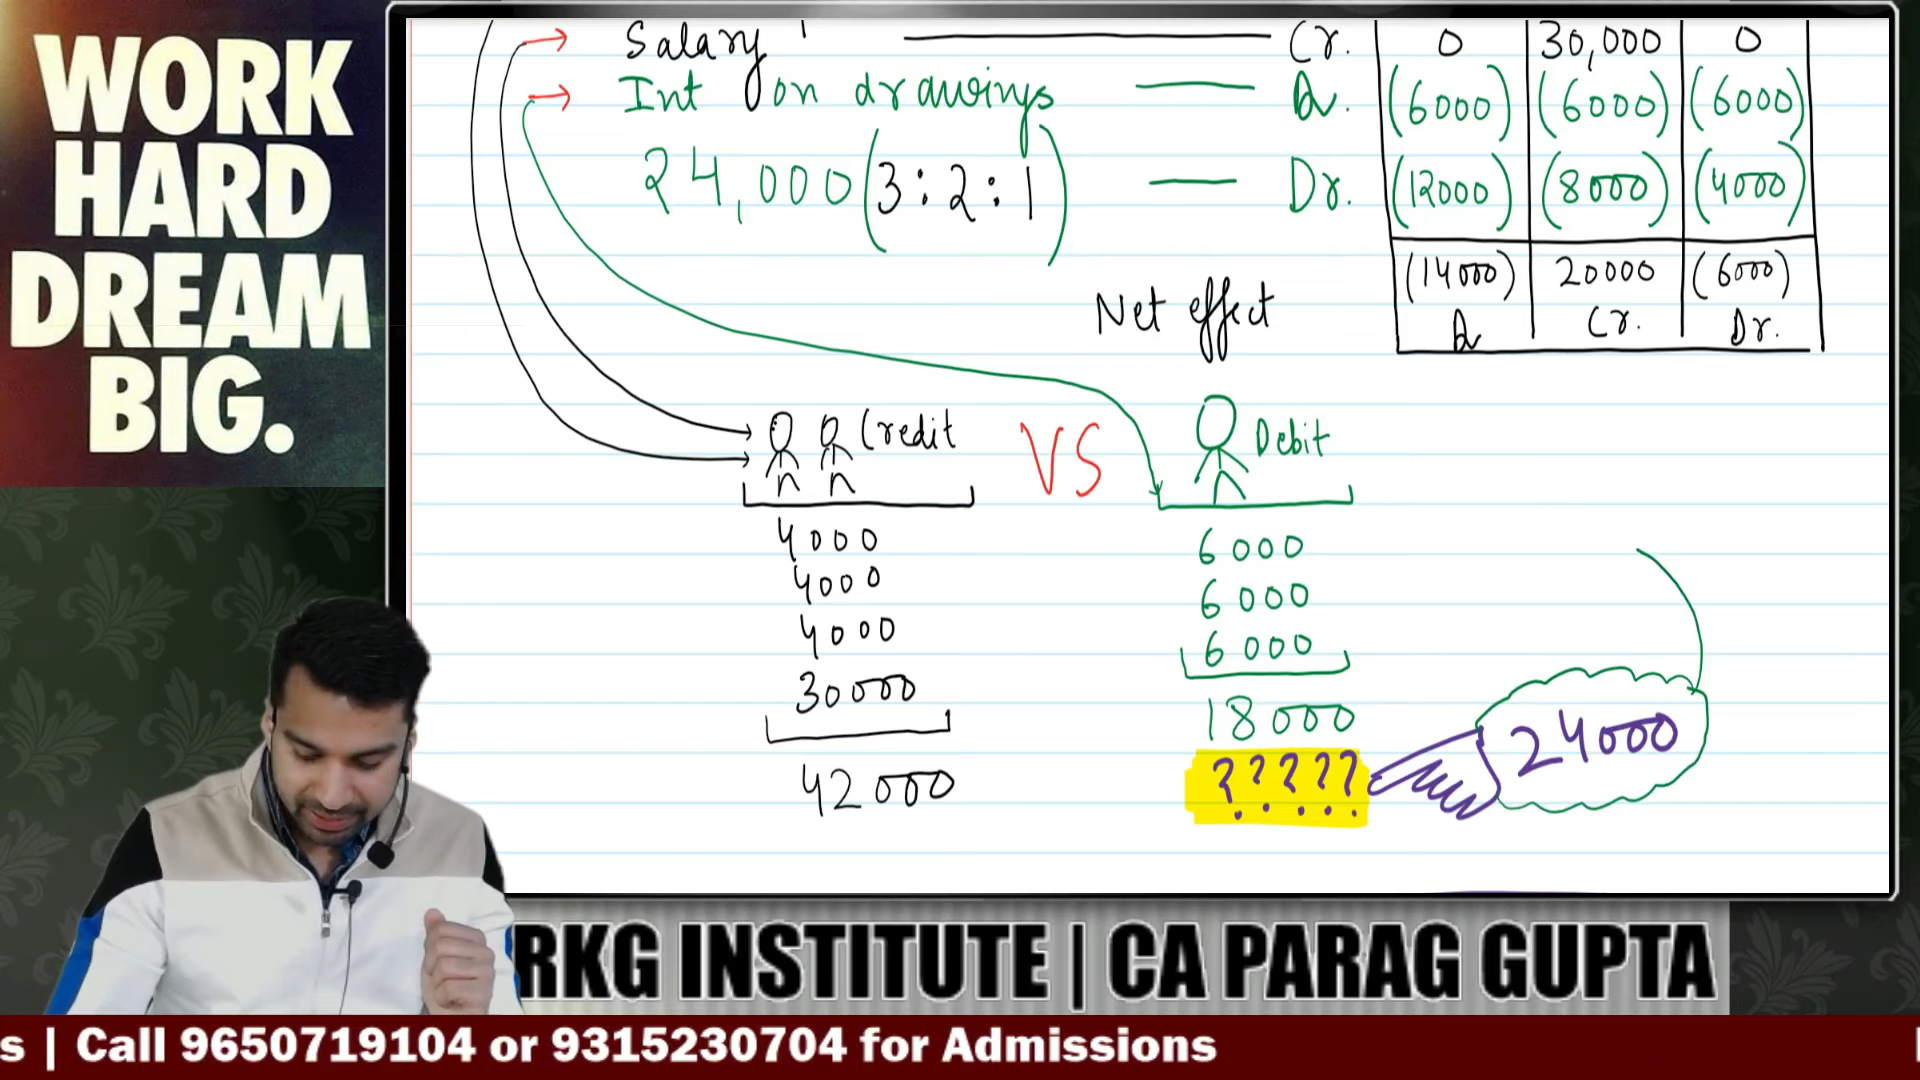 WORK
HARD
DREAM
BIG.
Salary Cr. 0 30,000 0
Int on drawings Dr. (6000) (6000) (6000)
24,000 (3:2:1) Dr. (12000) (8000) (4000)
Net effect (14000) 20000 (6000)
Dr. Cr. Dr.
Credit VS Debit
4000 6000
4000 6000
4000 6000
30000 18000
42000 ????? 24000
RKG INSTITUTE | CA PARAG GUPTA
s | Call 9650719104 or 9315230704 for Admissions